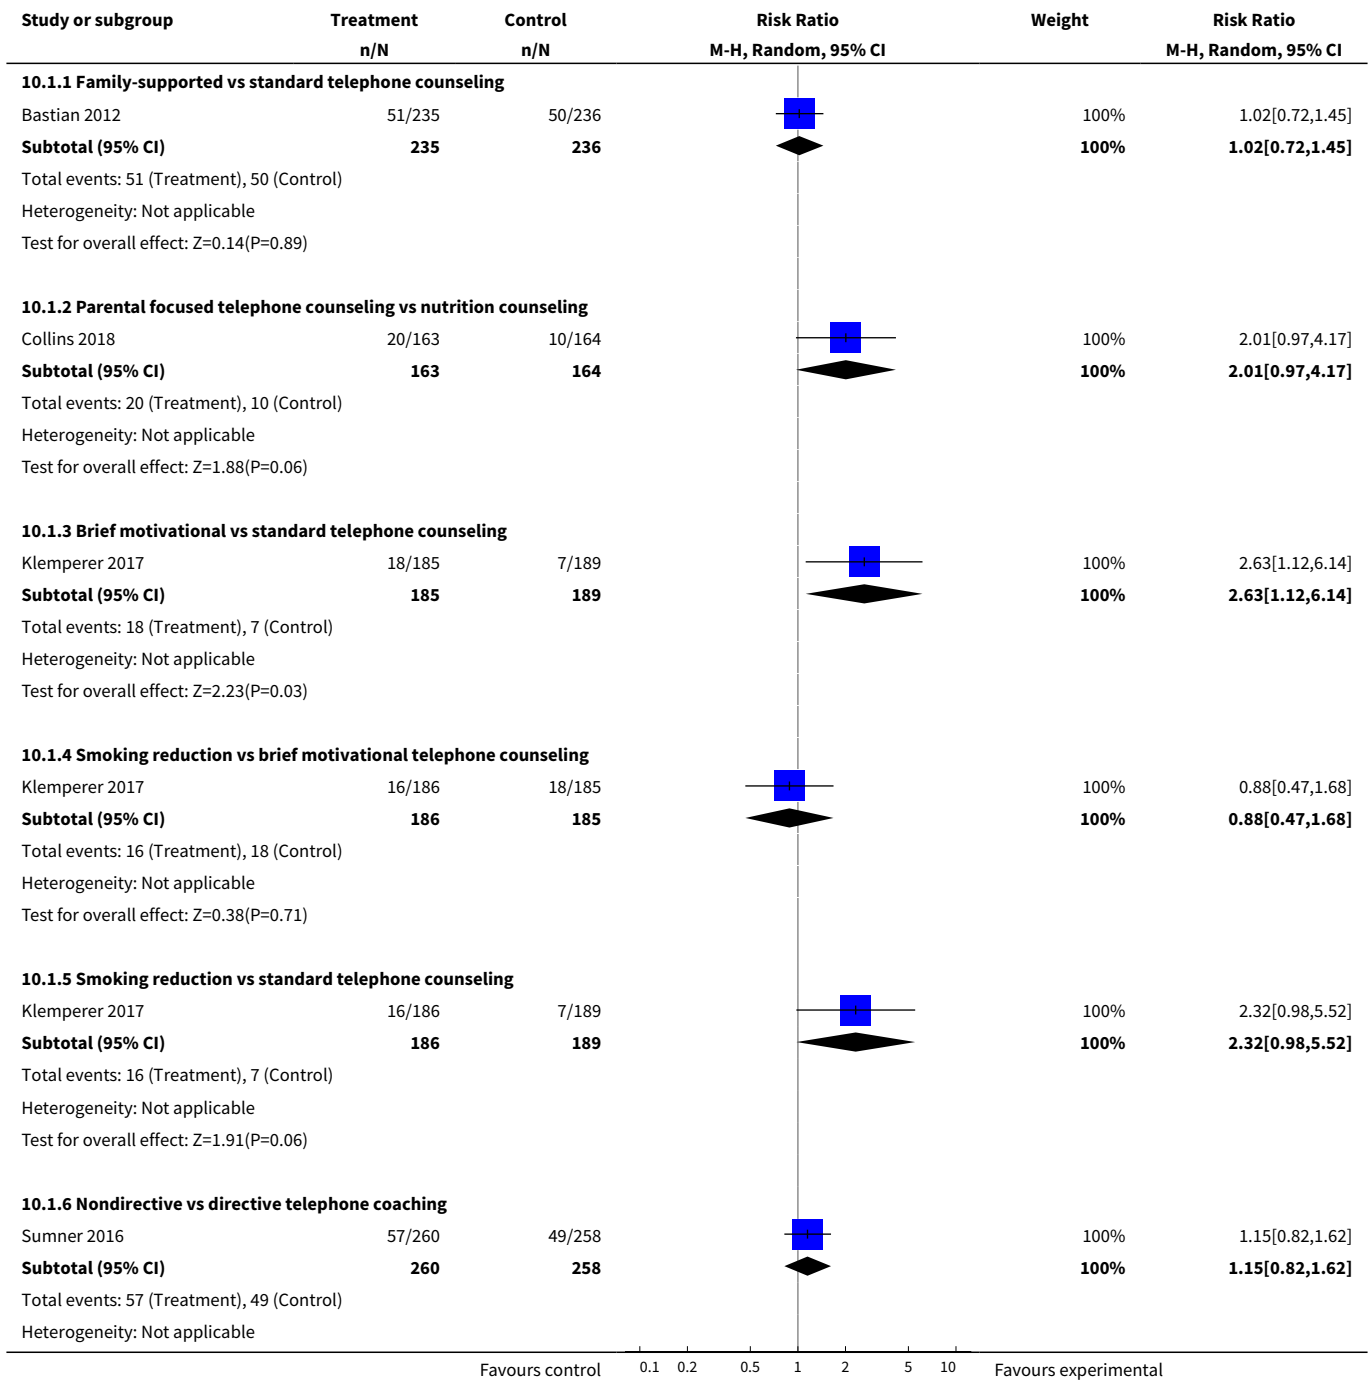 Study or subgroup Treatment Control Risk Ratio Weight Risk Ratio
n/N n/N M-H, Random, 95% CI M-H, Random, 95% CI
10.1.1 Family-supported vs standard telephone counseling
Bastian 2012 51/235 50/236 100% 1.02[0.72,1.45]
Subtotal (95% CI) 235 236 100% 1.02[0.72,1.45]
Total events: 51 (Treatment), 50 (Control)
Heterogeneity: Not applicable
Test for overall effect: Z=0.14(P=0.89)
10.1.2 Parental focused telephone counseling vs nutrition counseling
Collins 2018 20/163 10/164 100% 2.01[0.97,4.17]
Subtotal (95% CI) 163 164 100% 2.01[0.97,4.17]
Total events: 20 (Treatment), 10 (Control)
Heterogeneity: Not applicable
Test for overall effect: Z=1.88(P=0.06)
10.1.3 Brief motivational vs standard telephone counseling
Klemperer 2017 18/185 7/189 100% 2.63[1.12,6.14]
Subtotal (95% CI) 185 189 100% 2.63[1.12,6.14]
Total events: 18 (Treatment), 7 (Control)
Heterogeneity: Not applicable
Test for overall effect: Z=2.23(P=0.03)
10.1.4 Smoking reduction vs brief motivational telephone counseling
Klemperer 2017 16/186 18/185 100% 0.88[0.47,1.68]
Subtotal (95% CI) 186 185 100% 0.88[0.47,1.68]
Total events: 16 (Treatment), 18 (Control)
Heterogeneity: Not applicable
Test for overall effect: Z=0.38(P=0.71)
10.1.5 Smoking reduction vs standard telephone counseling
Klemperer 2017 16/186 7/189 100% 2.32[0.98,5.52]
Subtotal (95% CI) 186 189 100% 2.32[0.98,5.52]
Total events: 16 (Treatment), 7 (Control)
Heterogeneity: Not applicable
Test for overall effect: Z=1.91(P=0.06)
10.1.6 Nondirective vs directive telephone coaching
Sumner 2016 57/260 49/258 100% 1.15[0.82,1.62]
Subtotal (95% CI) 260 258 100% 1.15[0.82,1.62]
Total events: 57 (Treatment), 49 (Control)
Heterogeneity: Not applicable
Favours control 0.1 0.2 0.5 1 2 5 10 Favours experimental